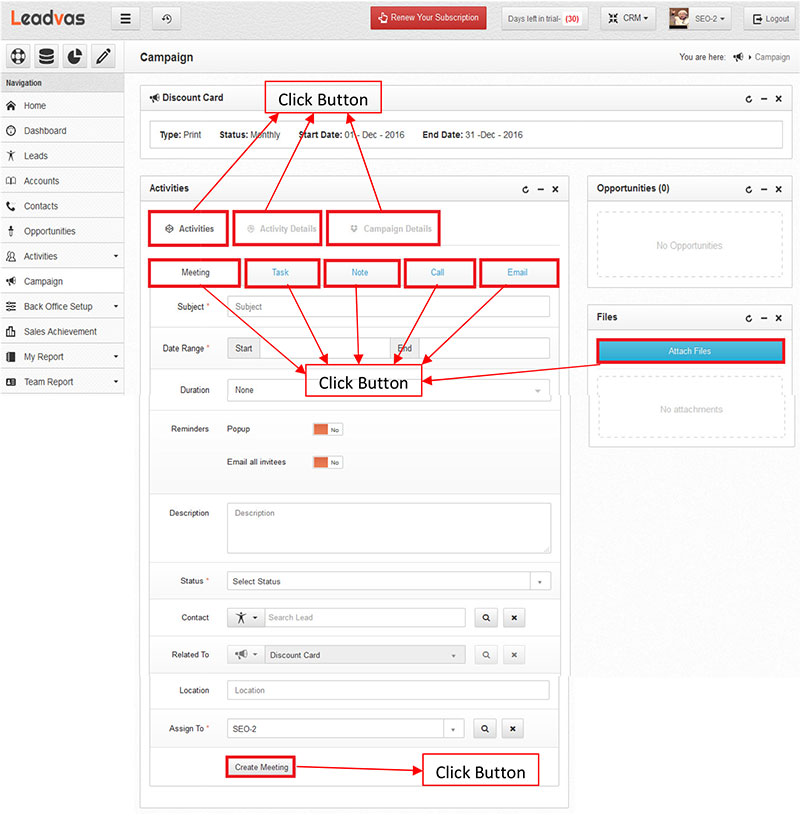 Leadvas
Renew Your Subscription
Days left in trial- (30)
CRM
SEO-2
Logout
Campaign
You are here:
Campaign
Navigation
Home
Dashboard
Leads
Accounts
Contacts
Opportunities
Activities
Campaign
Back Office Setup
Sales Achievement
My Report
Team Report
Discount Card
Click Button
Type: Print Status: Monthly Start Date: 01 - Dec - 2016 End Date: 31 -Dec - 2016
Activities
Activities
Activity Details
Campaign Details
Meeting
Task
Note
Call
Email
Subject *
Subject
Date Range *
Start
End
Click Button
Duration
None
Reminders
Popup
No
Email all invitees
No
Description
Description
Status *
Select Status
Contact
Search Lead
Related To
Discount Card
Location
Location
Assign To *
SEO-2
Create Meeting
Click Button
Opportunities (0)
No Opportunities
Files
Attach Files
No attachments